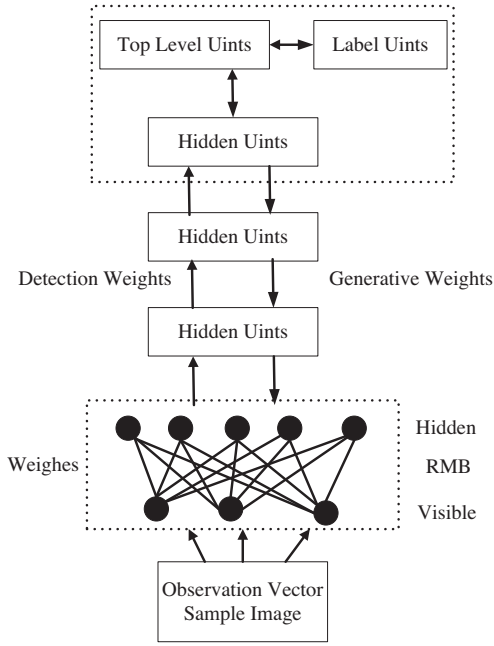 Top Level Uints
Label Uints
Hidden Uints
Hidden Uints
Detection Weights
Generative Weights
Hidden Uints
Hidden
Weighes
RMB
Visible
Observation Vector
Sample Image